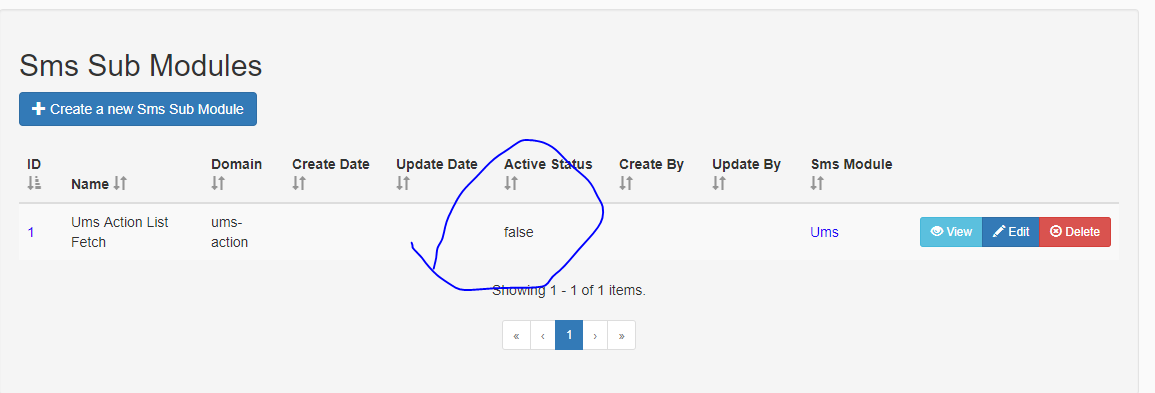 Sms Sub Modules
Create a new Sms Sub Module
ID Name Domain Create Date Update Date Active Status Create By Update By Sms Module
1 Ums Action List ums- false Ums View Edit Delete
Fetch action
Showing 1 - 1 of 1 items.
« ‹ 1 › »